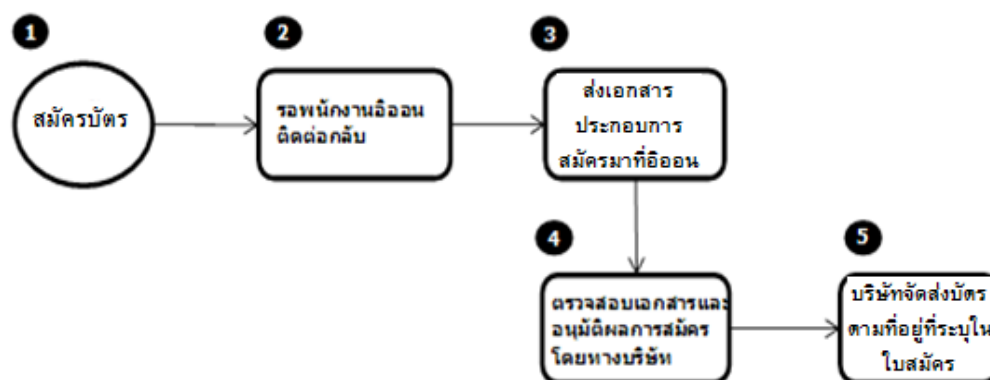 1
สมัครบัตร
2
รอพนักงานอิออน
ติดต่อกลับ
3
ส่งเอกสาร
ประกอบการ
สมัครมาที่อิออน
4
ตรวจสอบเอกสารและ
อนุมัติผลการสมัคร
โดยทางบริษัท
5
บริษัทจัดส่งบัตร
ตามที่อยู่ที่ระบุใน
ใบสมัคร